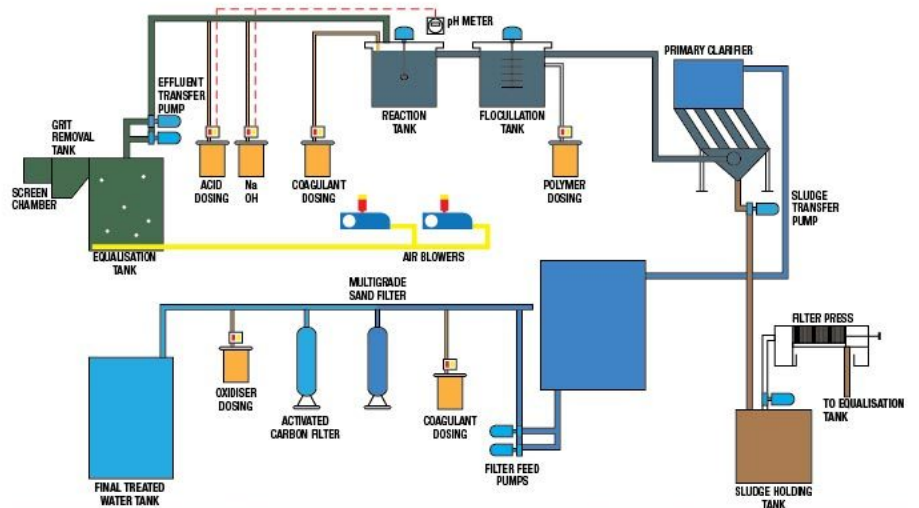 pH METER
PRIMARY CLARIFIER
EFFLUENT
TRANSFER
PUMP
GRIT
REMOVAL
TANK
SCREEN
CHAMBER
REACTION
TANK
FLOCULLATION
TANK
ACID
DOSING
Na
OH
COAGULANT
DOSING
POLYMER
DOSING
SLUDGE
TRANSFER
PUMP
EQUALISATION
TANK
AIR BLOWERS
MULTIGRADE
SAND FILTER
FILTER PRESS
OXIDISER
DOSING
ACTIVATED
CARBON FILTER
COAGULANT
DOSING
TO EQUALISATION
TANK
FILTER FEED
PUMPS
FINAL TREATED
WATER TANK
SLUDGE HOLDING
TANK